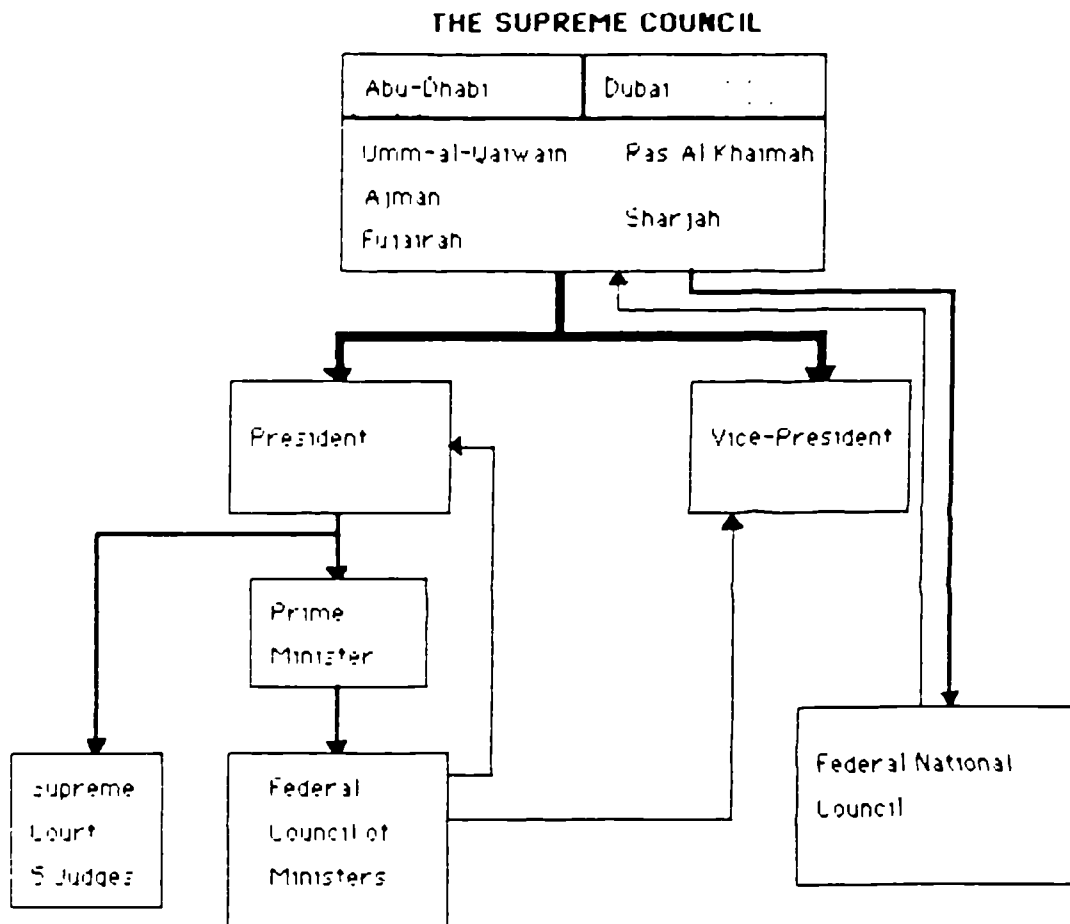 THE SUPREME COUNCIL
Abu-Dhabi
Dubai
Umm-al-Qaiwain
Ras Al Khaimah
Ajman
Sharjah
Fujairah
President
Vice-President
Prime
Minister
Supreme
Court
5 Judges
Federal
Council of
Ministers
Federal National
Council